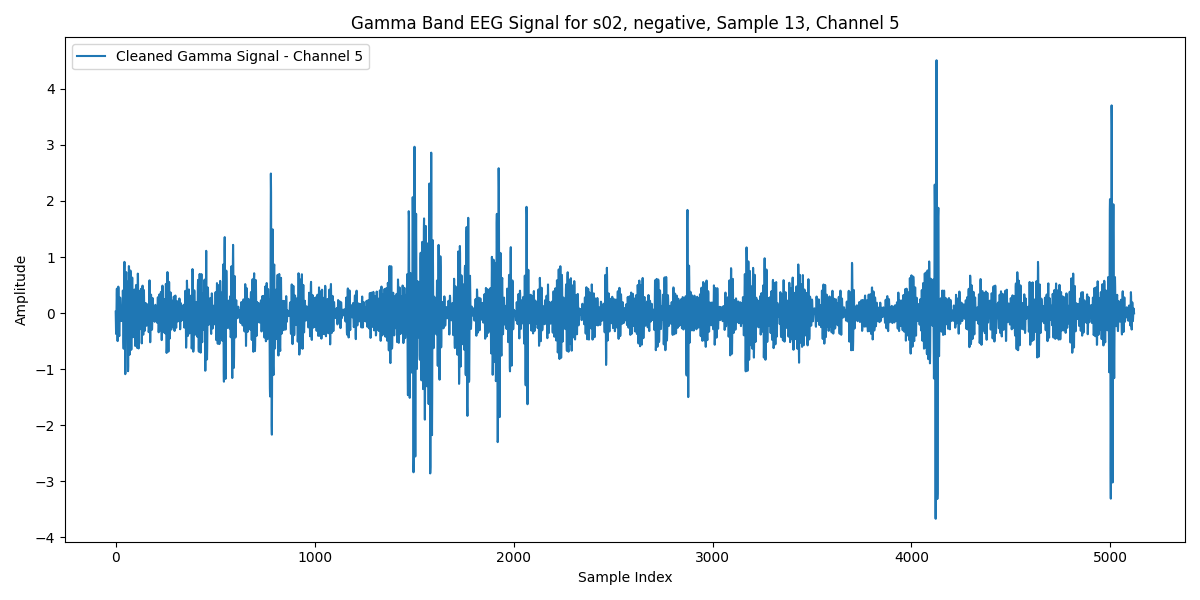 Gamma Band EEG Signal for s02, negative, Sample 13, Channel 5
Cleaned Gamma Signal - Channel 5
Amplitude
4
3
2
1
0
−1
−2
−3
−4
0 1000 2000 3000 4000 5000
Sample Index